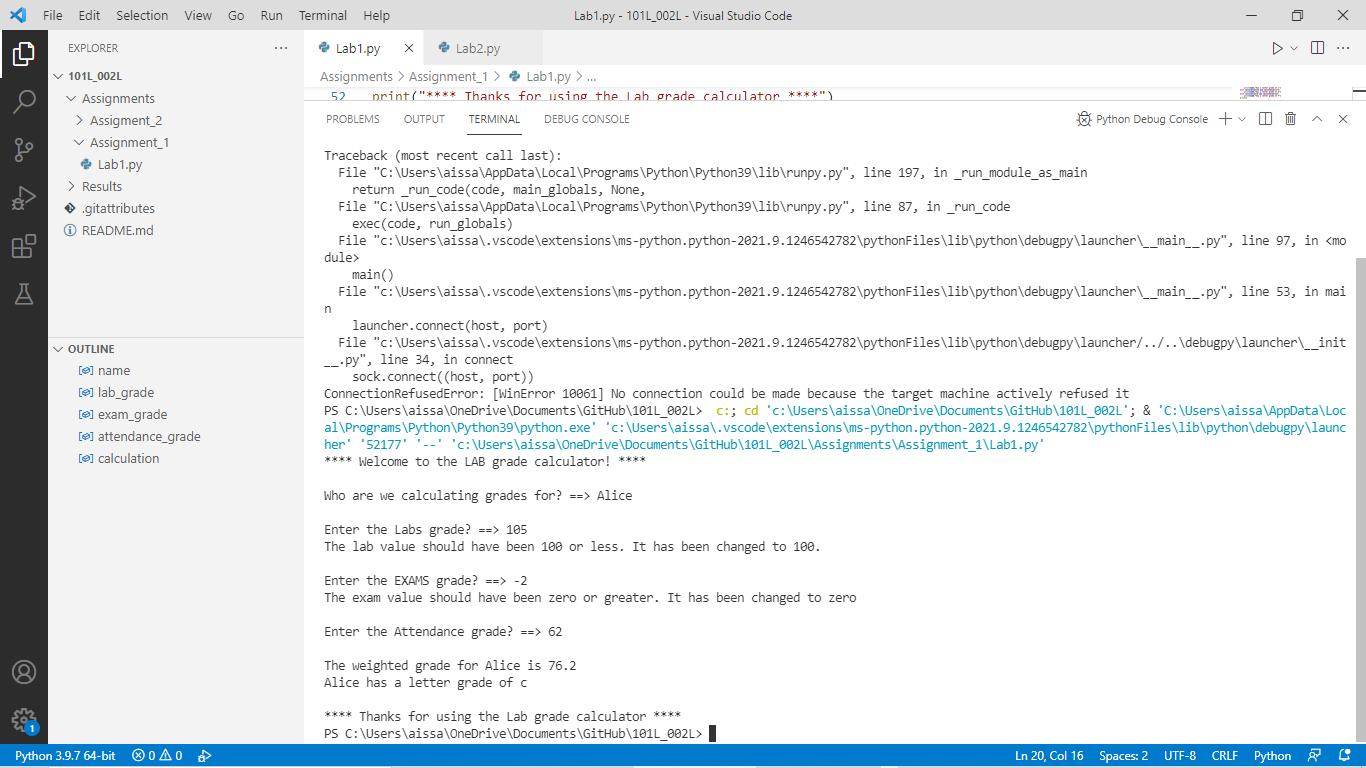 File Edit Selection View Go Run Terminal Help Lab1.py - 101L_002L - Visual Studio Code
EXPLORER
101L_002L
Assignments
Assigment_2
Assignment_1
Lab1.py
Results
.gitattributes
README.md
OUTLINE
name
lab_grade
exam_grade
attendance_grade
calculation
Lab1.py Lab2.py
Assignments > Assignment_1 > Lab1.py > ...
52 print("**** Thanks for using the Lab grade calculator ****")
PROBLEMS OUTPUT TERMINAL DEBUG CONSOLE Python Debug Console
Traceback (most recent call last):
File "C:\Users\aissa\AppData\Local\Programs\Python\Python39\lib\runpy.py", line 197, in _run_module_as_main
return _run_code(code, main_globals, None,
File "C:\Users\aissa\AppData\Local\Programs\Python\Python39\lib\runpy.py", line 87, in _run_code
exec(code, run_globals)
File "c:\Users\aissa\.vscode\extensions\ms-python.python-2021.9.1246542782\pythonFiles\lib\python\debugpy\launcher\__main__.py", line 97, in <mo
dule>
main()
File "c:\Users\aissa\.vscode\extensions\ms-python.python-2021.9.1246542782\pythonFiles\lib\python\debugpy\launcher\__main__.py", line 53, in mai
n
launcher.connect(host, port)
File "c:\Users\aissa\.vscode\extensions\ms-python.python-2021.9.1246542782\pythonFiles\lib\python\debugpy\launcher/../..\debugpy\launcher\__init
__.py", line 34, in connect
sock.connect((host, port))
ConnectionRefusedError: [WinError 10061] No connection could be made because the target machine actively refused it
PS C:\Users\aissa\OneDrive\Documents\GitHub\101L_002L> c:; cd 'c:\Users\aissa\OneDrive\Documents\GitHub\101L_002L'; & 'C:\Users\aissa\AppData\Loc
al\Programs\Python\Python39\python.exe' 'c:\Users\aissa\.vscode\extensions\ms-python.python-2021.9.1246542782\pythonFiles\lib\python\debugpy\launc
her' '52177' '--' 'c:\Users\aissa\OneDrive\Documents\GitHub\101L_002L\Assignments\Assignment_1\Lab1.py'
**** Welcome to the LAB grade calculator! ****
Who are we calculating grades for? ==> Alice
Enter the Labs grade? ==> 105
The lab value should have been 100 or less. It has been changed to 100.
Enter the EXAMS grade? ==> -2
The exam value should have been zero or greater. It has been changed to zero
Enter the Attendance grade? ==> 62
The weighted grade for Alice is 76.2
Alice has a letter grade of c
**** Thanks for using the Lab grade calculator ****
PS C:\Users\aissa\OneDrive\Documents\GitHub\101L_002L>
1
Python 3.9.7 64-bit 0 0 Ln 20, Col 16 Spaces: 2 UTF-8 CRLF Python